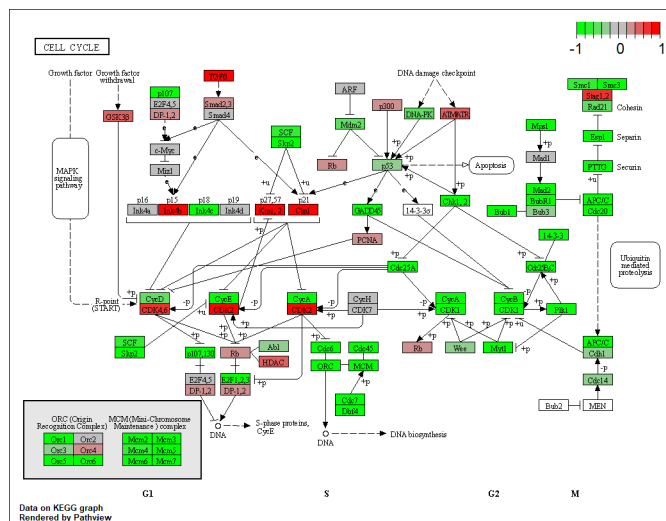 -1 0 1
CELL CYCLE
Growth factor
Growth factor
withdrawal
TGFβ
DNA damage checkpoint
Smc1 Smc3
Stag1,2
Rad21
Cohesin
p107
E2F4,5
DP-1,2
Smad2,3
Smad4
ARF
p300
DNA-PK
ATM/ATR
GSK3β
Mdm2
Mps1
Esp1
Separin
SCF
Skp2
Mad1
c-Myc
Rb
p53
Apoptosis
PTTG
Securin
Miz1
MAPK
signaling
pathway
Mad2
BubR1
Bub3
Bub1
APC/C
Cdc20
p16 p15 p18 p19
Ink4a Ink4b Ink4c Ink4d
p27,57
Kip1,2
p21
Cip1
GADD45
14-3-3σ
Chk1,2
PCNA
14-3-3
Cdc25A
Cdc25B,C
Ubiquitin
mediated
proteolysis
R-point
(START)
CycD
CDK4,6
CycE
CDK2
CycA
CDK2
CycH
CDK7
CycA
CDK1
CycB
CDK1
Plk1
SCF
Skp2
p107,130
Rb
Abl
HDAC
Cdc6
Cdc45
ORC
MCM
Rb
Wee
Myt1
APC/C
Cdh1
Cdc14
E2F4,5
DP-1,2
E2F1,2,3
DP-1,2
Cdc7
Dbf4
Bub2
MEN
DNA
S-phase proteins,
CycE
DNA
DNA biosynthesis
ORC (Origin
Recognition Complex)
MCM (Mini-Chromosome
Maintenance) complex
Orc1 Orc2 Mcm2 Mcm3
Orc3 Orc4 Mcm4 Mcm5
Orc5 Orc6 Mcm6 Mcm7
G1 S G2 M
Data on KEGG graph
Rendered by Pathview